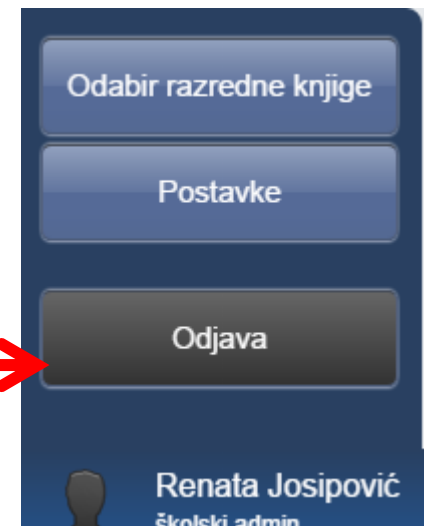 Odabir razredne knjige
Postavke
Odjava
Renata Josipović
školski admin